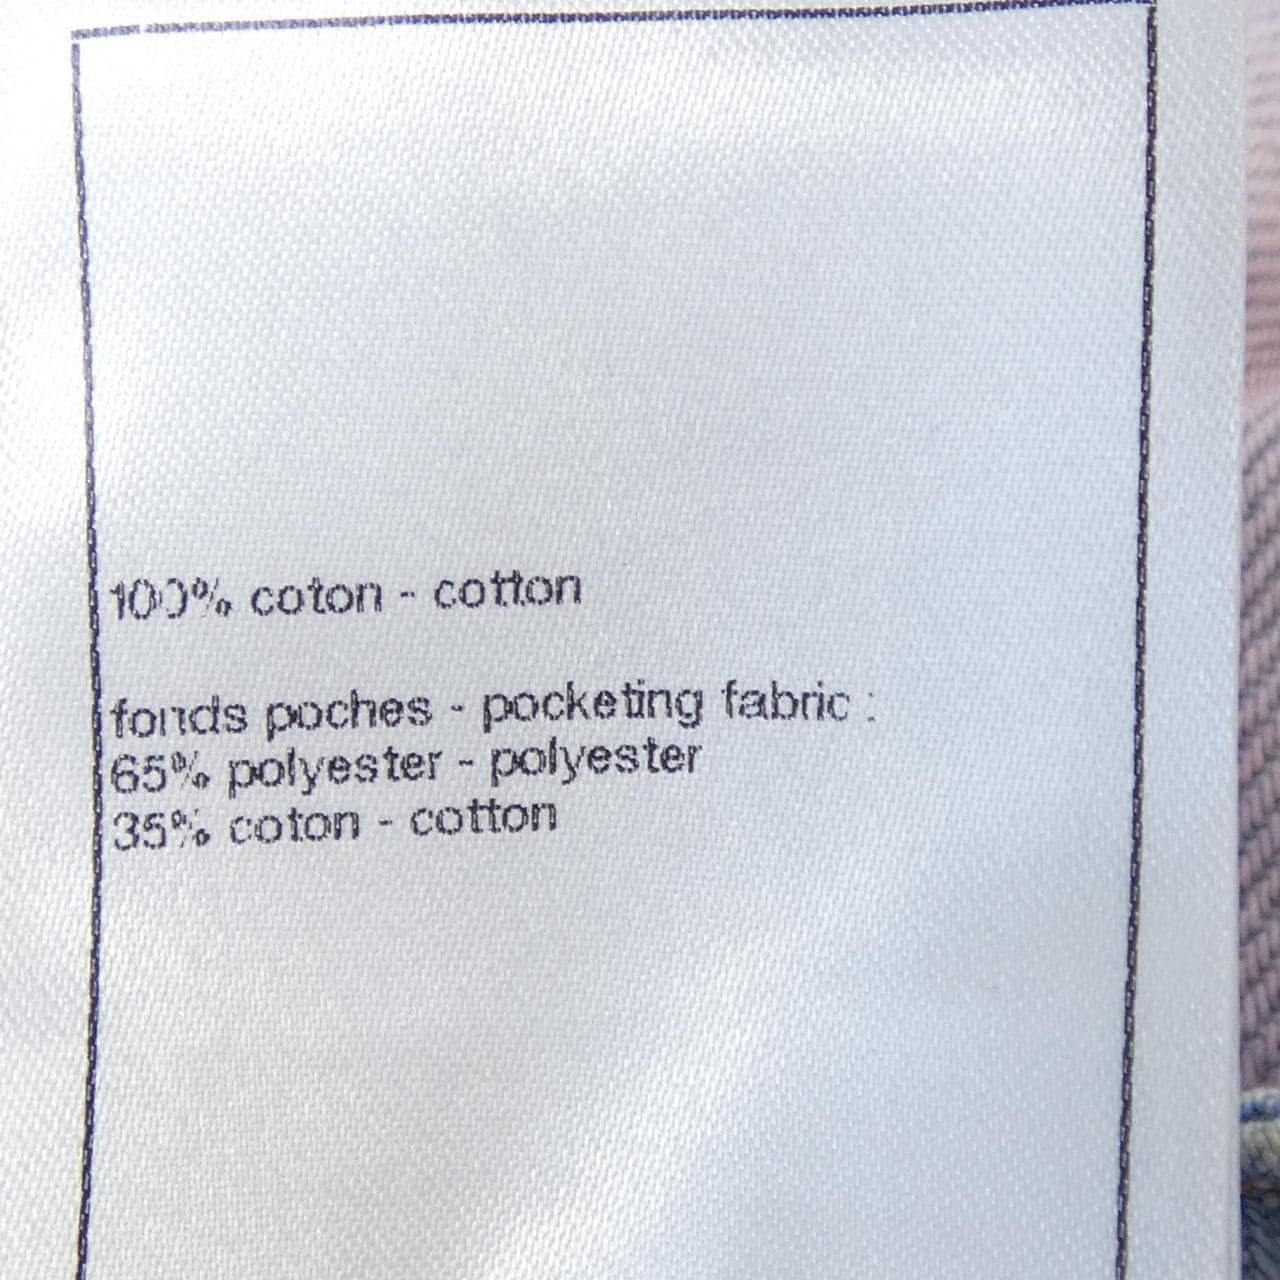 100% coton - cotton
fonds poches - pocketing fabric :
65% polyester - polyester
35% coton - cotton